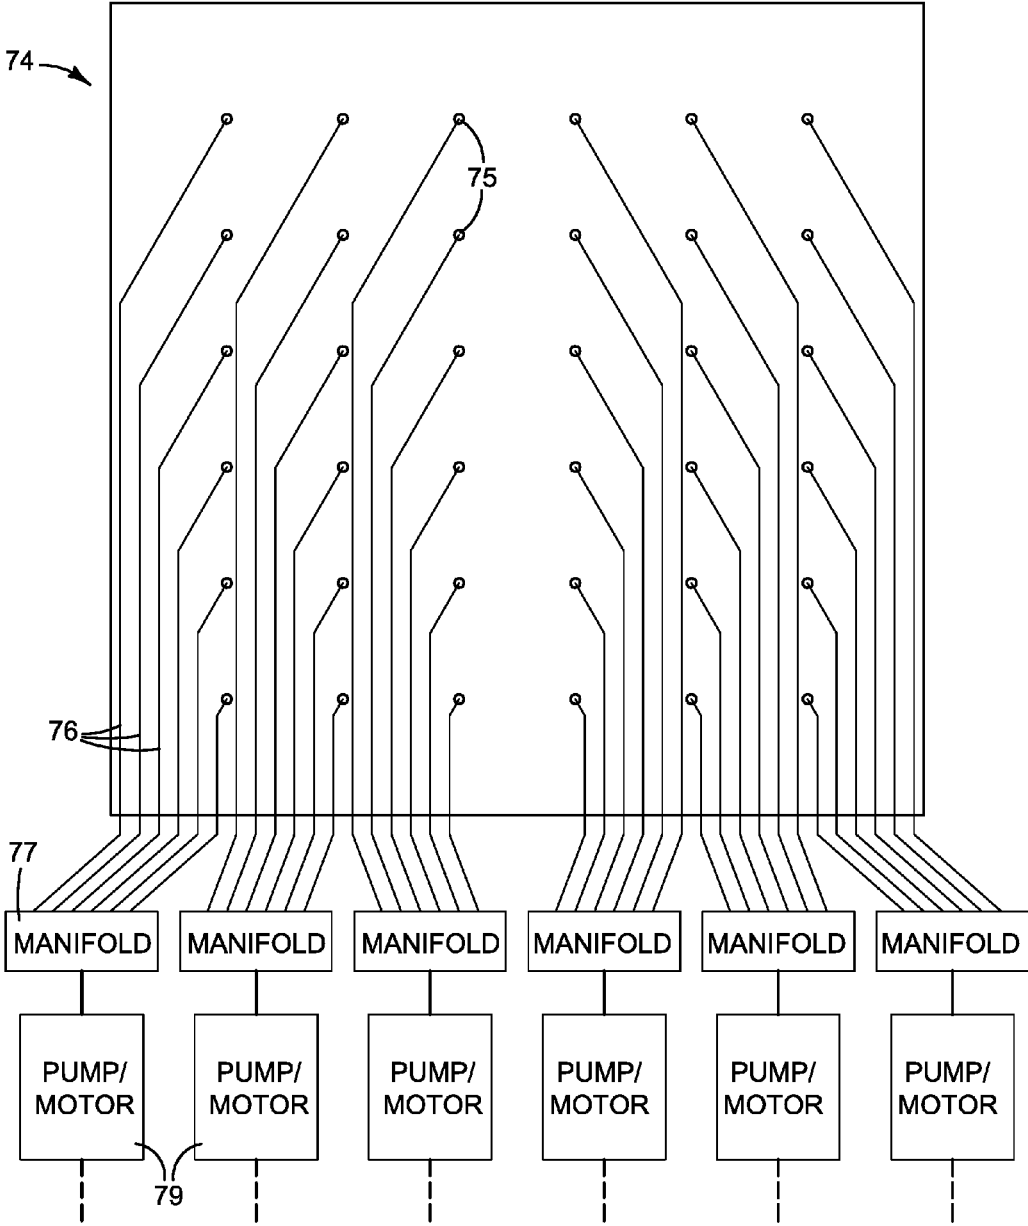 74
75
76
77
MANIFOLD MANIFOLD MANIFOLD MANIFOLD MANIFOLD MANIFOLD
PUMP/ PUMP/ PUMP/ PUMP/ PUMP/ PUMP/
MOTOR MOTOR MOTOR MOTOR MOTOR MOTOR
79